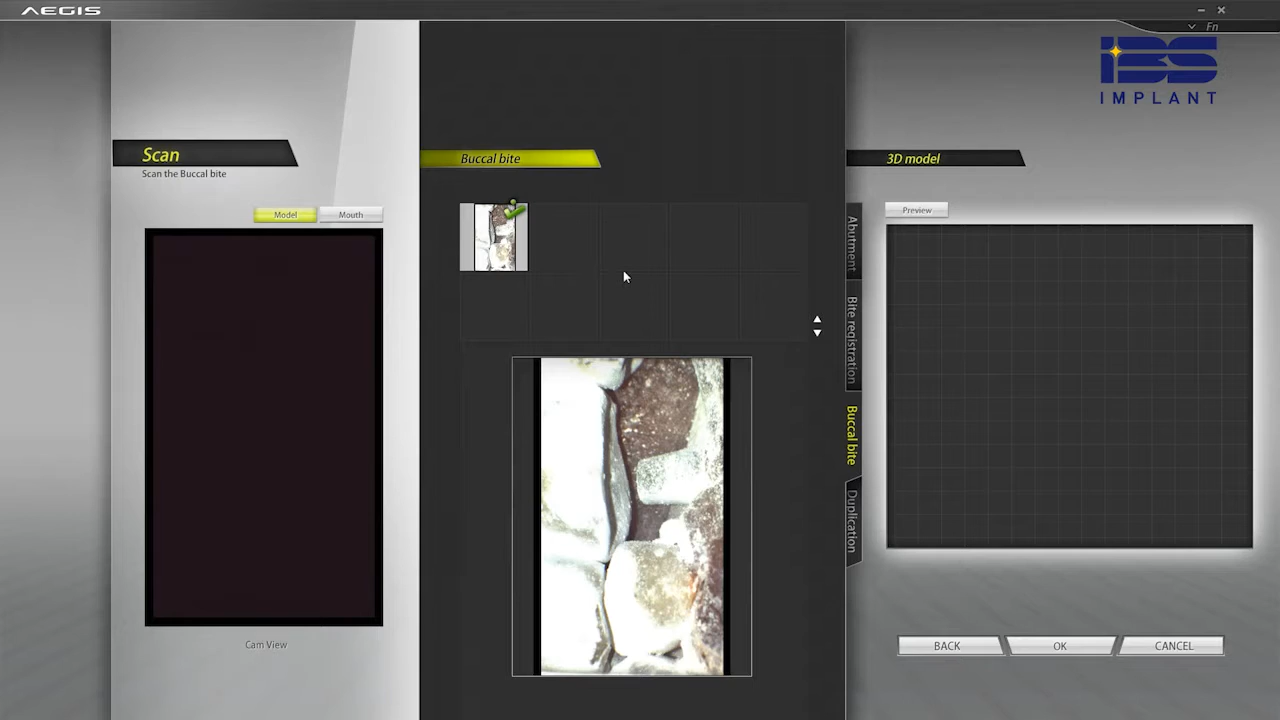 AEGIS
Fn
IBS
IMPLANT
Scan
Scan the Buccal bite
Model
Mouth
Cam View
Buccal bite
3D model
Preview
Abutment
Bite registration
Buccal bite
Duplication
BACK
OK
CANCEL